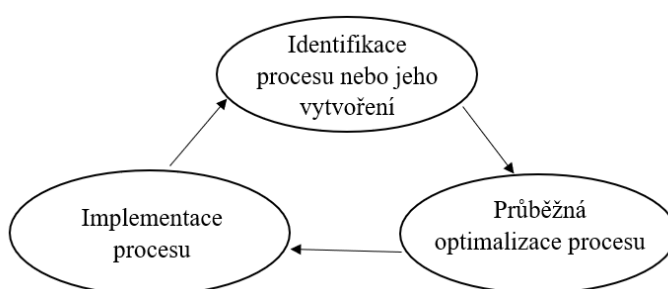 Identifikace
procesu nebo jeho
vytvoření
Průběžná
optimalizace procesu
Implementace
procesu